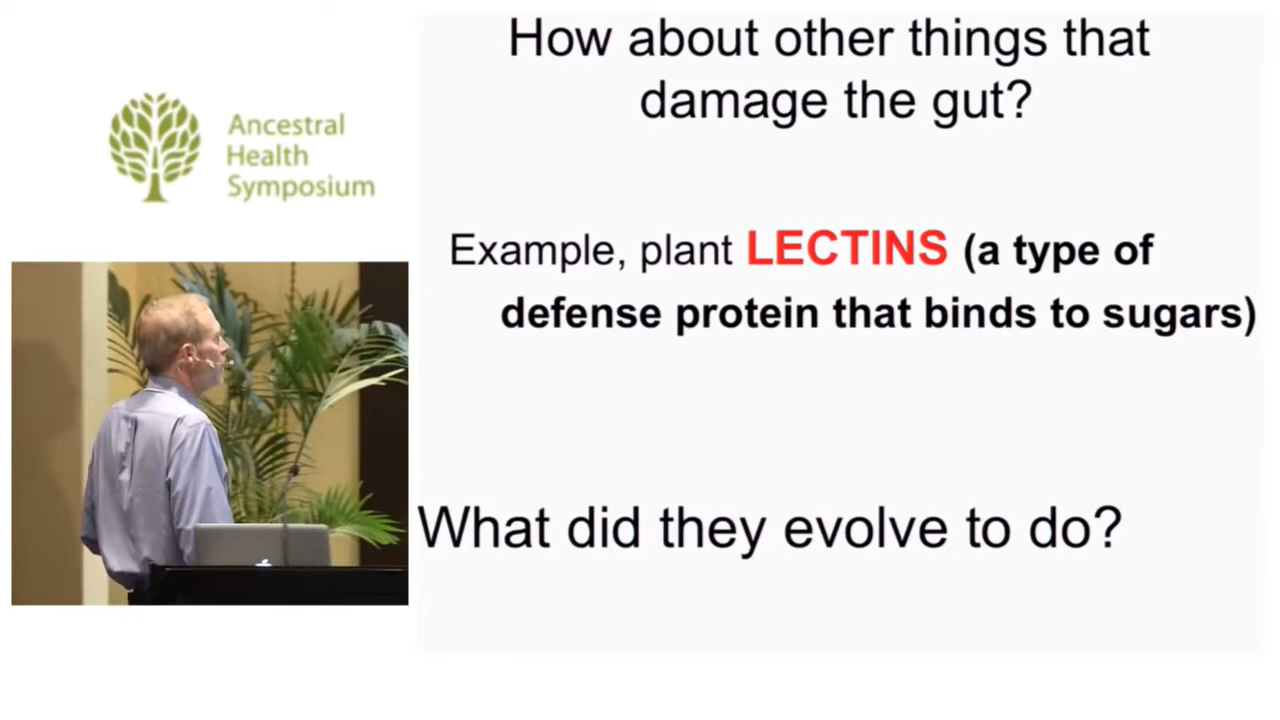 How about other things that
damage the gut?
Ancestral
Health
Symposium
Example, plant LECTINS (a type of
defense protein that binds to sugars)
What did they evolve to do?